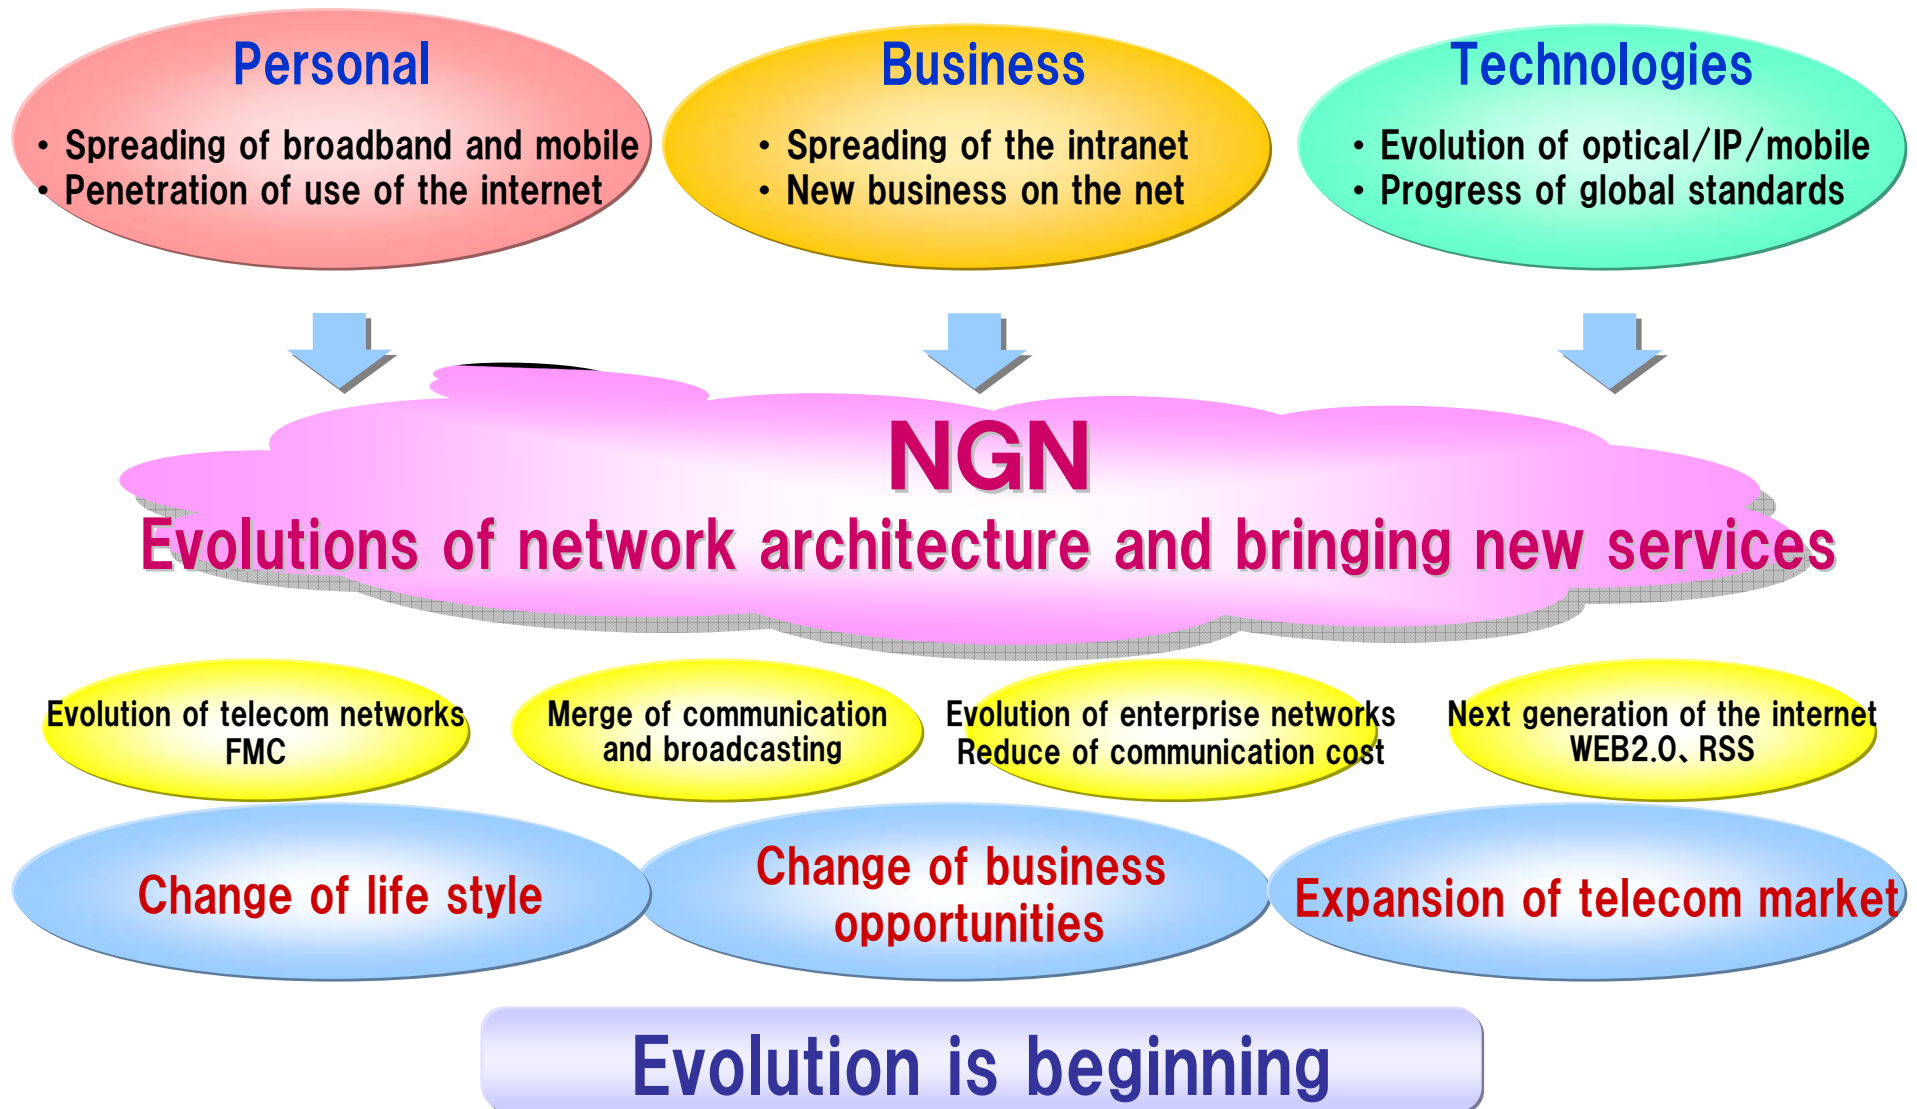 Personal
・ Spreading of broadband and mobile
・ Penetration of use of the internet
Business
・ Spreading of the intranet
・ New business on the net
Technologies
・ Evolution of optical/IP/mobile
・ Progress of global standards
NGN
Evolutions of network architecture and bringing new services
Evolution of telecom networks
FMC
Merge of communication
and broadcasting
Evolution of enterprise networks
Reduce of communication cost
Next generation of the internet
WEB2.0、RSS
Change of life style
Change of business
opportunities
Expansion of telecom market
Evolution is beginning